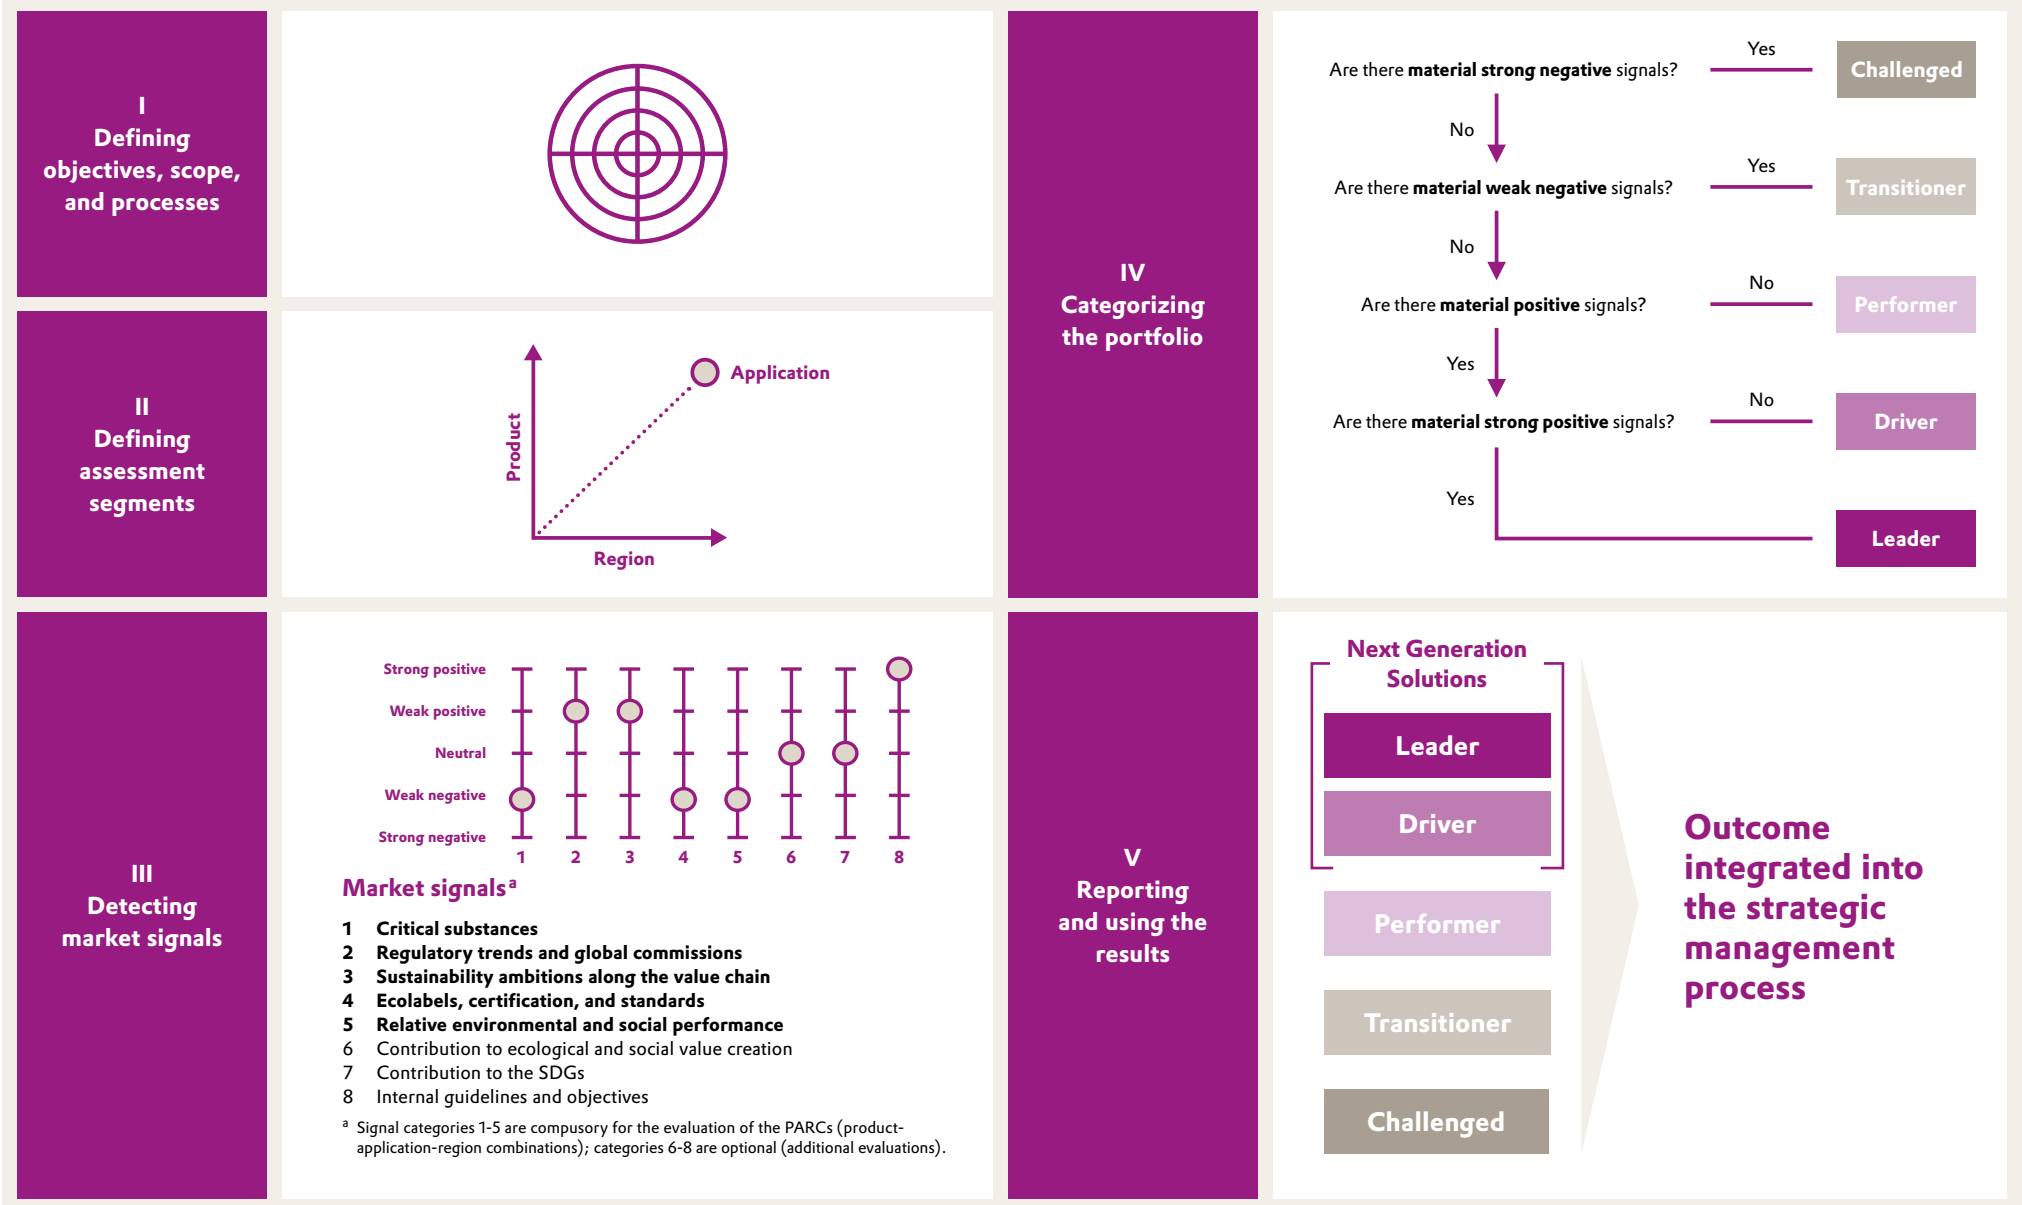 I
Defining
objectives, scope,
and processes
II
Defining
assessment
segments
Product
Application
Region
III
Detecting
market signals
Strong positive
Weak positive
Neutral
Weak negative
Strong negative
1 2 3 4 5 6 7 8
Market signals a
1 Critical substances
2 Regulatory trends and global commissions
3 Sustainability ambitions along the value chain
4 Ecolabels, certification, and standards
5 Relative environmental and social performance
6 Contribution to ecological and social value creation
7 Contribution to the SDGs
8 Internal guidelines and objectives
a Signal categories 1-5 are compusory for the evaluation of the PARCs (product-
application-region combinations); categories 6-8 are optional (additional evaluations).
IV
Categorizing
the portfolio
Are there material strong negative signals?
Yes
Challenged
No
Are there material weak negative signals?
Yes
Transitioner
No
Are there material positive signals?
No
Performer
Yes
Are there material strong positive signals?
No
Driver
Yes
Leader
V
Reporting
and using the
results
Next Generation
Solutions
Leader
Driver
Performer
Transitioner
Challenged
Outcome
integrated into
the strategic
management
process